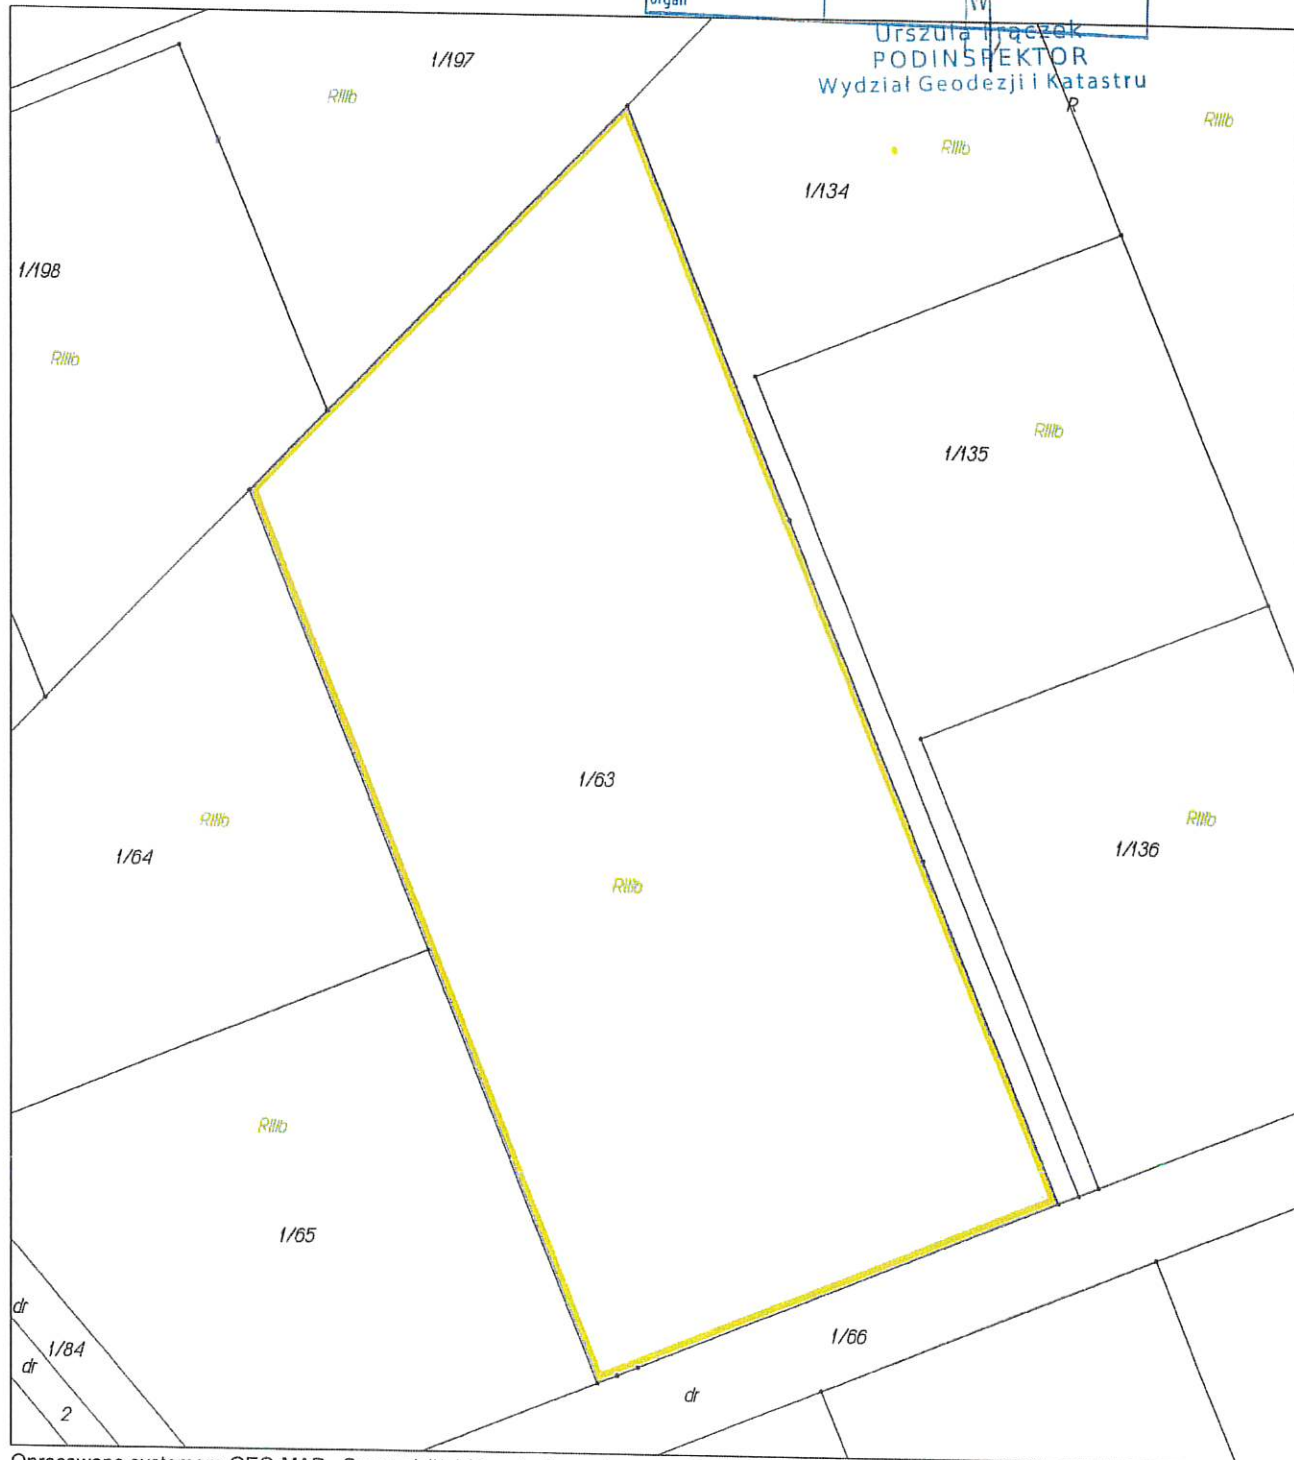 organ
W
Urszula Frączek
PODINSPEKTOR
Wydział Geodezji i Katastru
1/197
RIIIb
R
RIIIb
RIIIb
1/134
1/198
RIIIb
RIIIb
1/135
1/63
RIIIb
RIIIb
1/64
RIIIb
1/136
RIIIb
1/65
dr
1/84
dr
1/66
dr
2